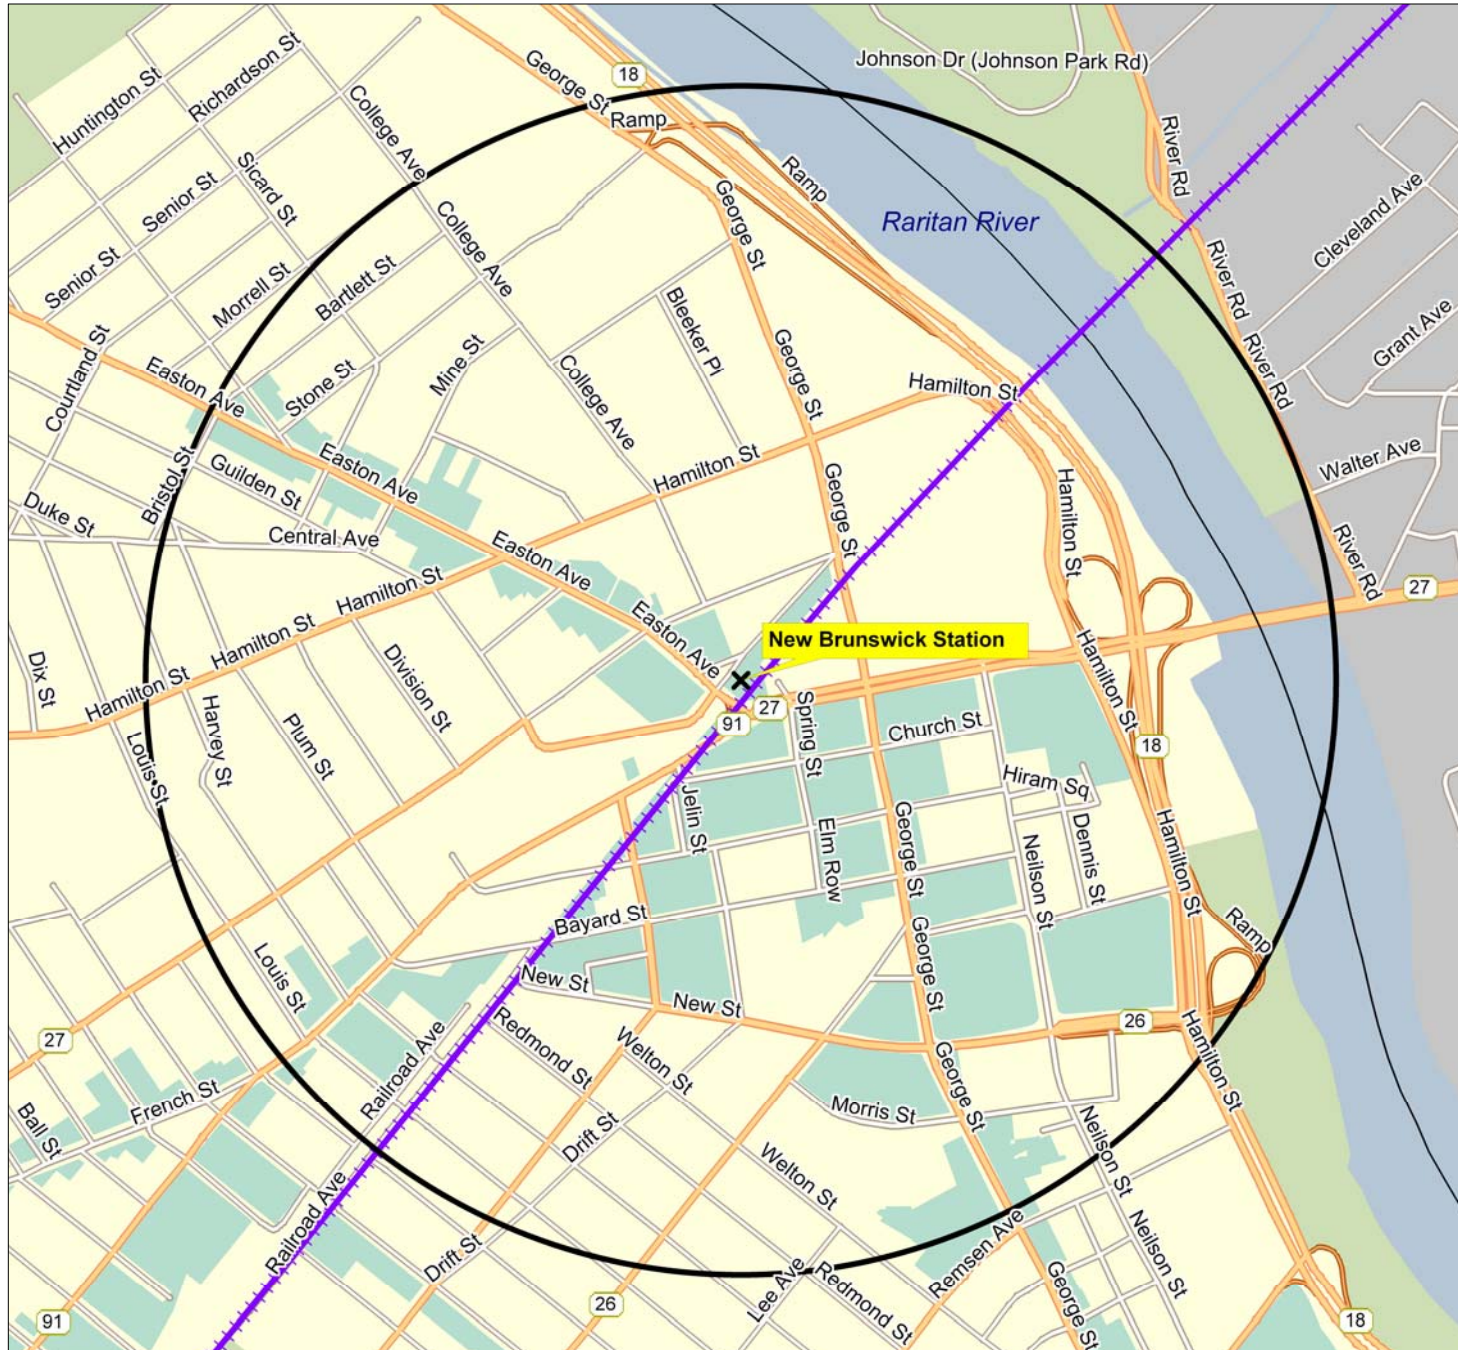 Johnson Dr (Johnson Park Rd)
18
George St
Ramp
Huntington St
Richardson St
College Ave
Sicard St
Senior St
Ramp
River Rd
Cleveland Ave
Raritan River
George St
College Ave
Senior St
Morrell St
Bartlett St
Bleeker Pl
River Rd
River Rd
Grant Ave
Courtland St
Easton Ave
Stone St
Mine St
College Ave
George St
Hamilton St
Bristol St
Guilden St
Easton Ave
Hamilton St
Walter Ave
Duke St
Central Ave
George St
Hamilton St
River Rd
27
Easton Ave
Hamilton St
Hamilton St
Easton Ave
New Brunswick Station
Hamilton St
Dix St
Hamilton St
Harvey St
Division St
Plum St
91
27
Spring St
Church St
18
Louis St
Jelin St
Elm Row
Hiram Sq
George St
Neilson St
Dennis St
Hamilton St
Bayard St
Ramp
Louis St
New St
New St
George St
26
Hamilton St
27
Railroad Ave
Redmond St
Welton St
George St
French St
Ball St
Drift St
Morris St
Neilson St
Welton St
Railroad Ave
Drift St
Remsen Ave
Neilson St
Lee Ave
Redmond St
George St
91
26
18